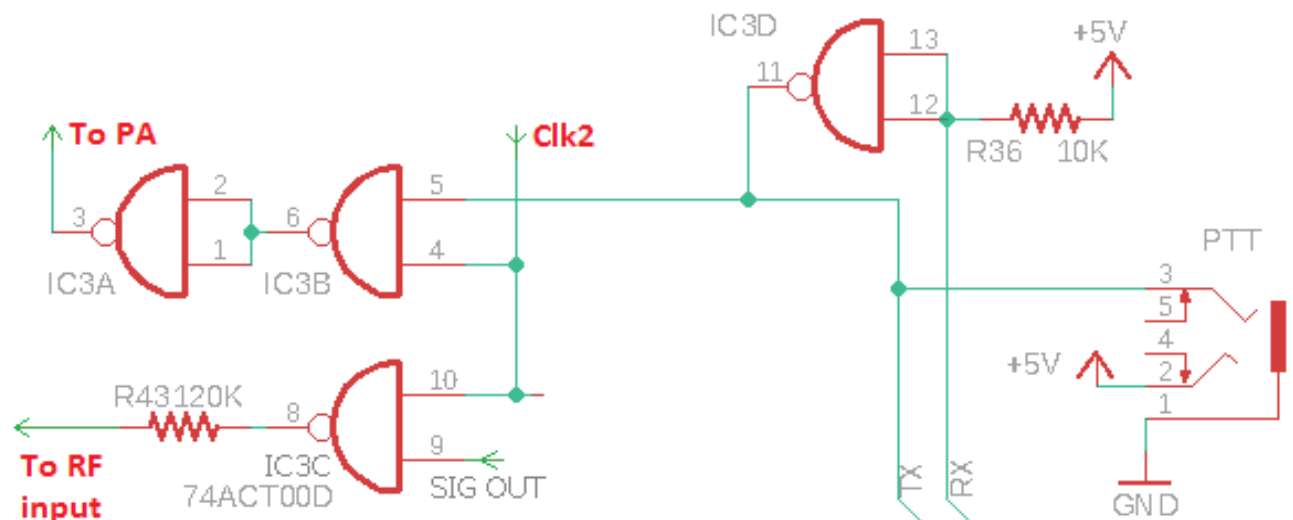 IC3D
+5V
13
11
12
R36 10K
To PA
Clk2
2
5
3
6
1
4
IC3A
IC3B
PTT
3
5
4
+5V
2
1
R43120K
10
8
9
To RF
input
IC3C
74ACT00D
SIG OUT
TX
RX
GND